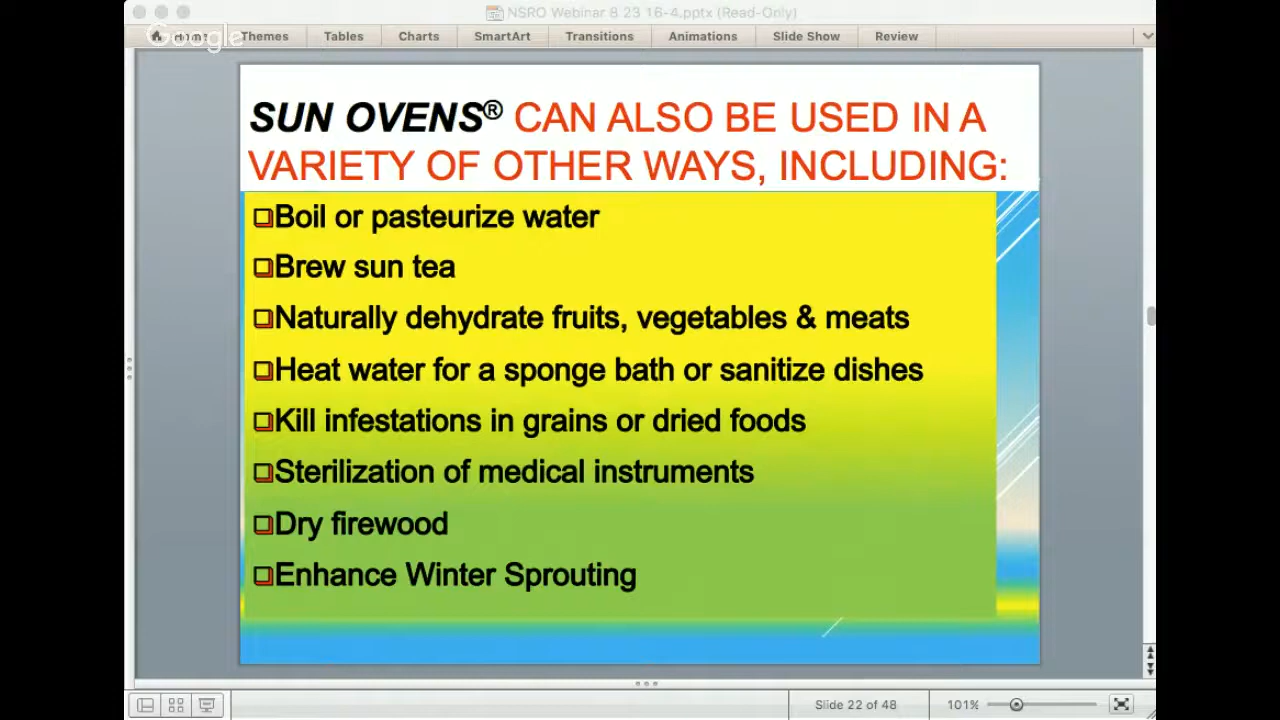 NSRO Webinar 8 23 16-4.pptx (Read-Only)
Google
Home Themes Tables Charts SmartArt Transitions Animations Slide Show Review
SUN OVENS® CAN ALSO BE USED IN A
VARIETY OF OTHER WAYS, INCLUDING:
Boil or pasteurize water
Brew sun tea
Naturally dehydrate fruits, vegetables & meats
Heat water for a sponge bath or sanitize dishes
Kill infestations in grains or dried foods
Sterilization of medical instruments
Dry firewood
Enhance Winter Sprouting
Slide 22 of 48 101%